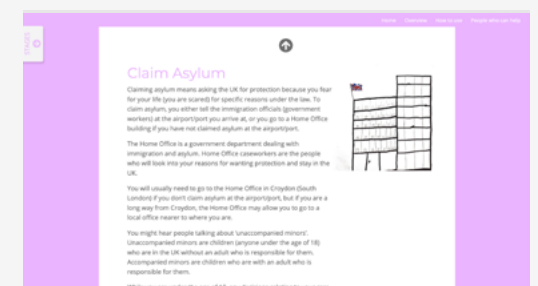 Home Overview How to use People who can help
STAGES
Claim Asylum
Claiming asylum means asking the UK for protection because you fear
for your life (you are scared) for specific reasons under the law. To
claim asylum, you either tell the immigration officials (government
workers) at the airport/port you arrive at, or you go to a Home Office
building if you have not claimed asylum at the airport/port.
The Home Office is a government department dealing with
immigration and asylum. Home Office caseworkers are the people
who will look into your reasons for wanting protection and stay in the
UK.
You will usually need to go to the Home Office in Croydon (South
London) if you don't claim asylum at the airport/port, but if you are a
long way from Croydon, the Home Office may allow you to go to a
local office nearer to where you are.
You might hear people talking about 'unaccompanied minors'.
Unaccompanied minors are children (anyone under the age of 18)
who are in the UK without an adult who is responsible for them.
Accompanied minors are children who are with an adult who is
responsible for them.